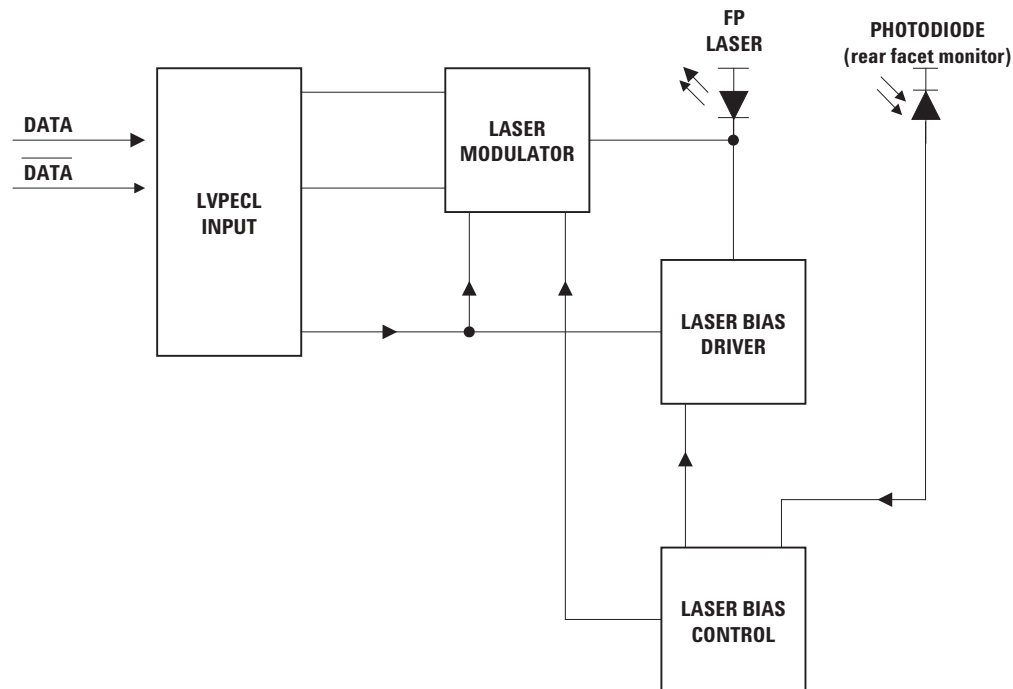 FP
LASER
PHOTODIODE
(rear facet monitor)
DATA
DATA
LASER
MODULATOR
LVPECL
INPUT
LASER BIAS
DRIVER
LASER BIAS
CONTROL